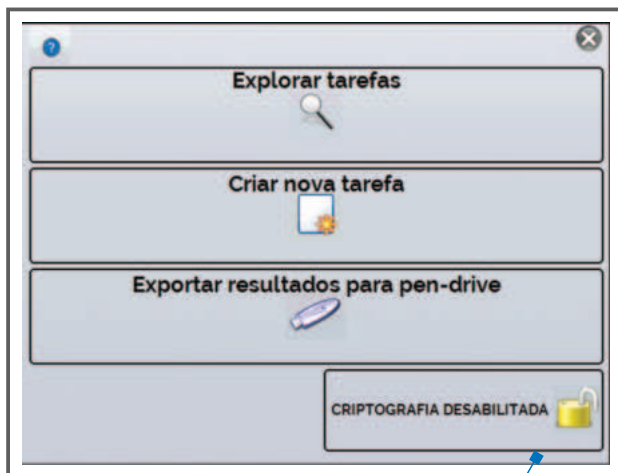 ?
Explorar tarefas
Criar nova tarefa
Exportar resultados para pen-drive
CRIPTOGRAFIA DESABILITADA